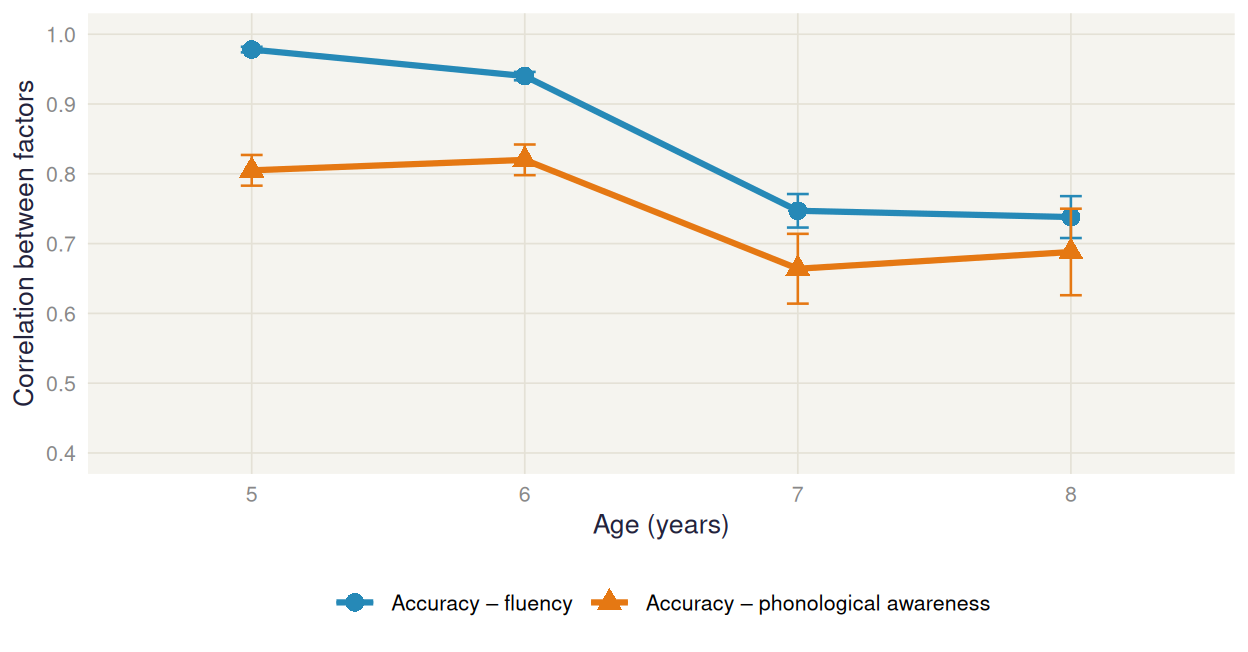 Correlation between factors
1.0
0.9
0.8
0.7
0.6
0.5
0.4
5 6 7 8
Age (years)
Accuracy – fluency Accuracy – phonological awareness